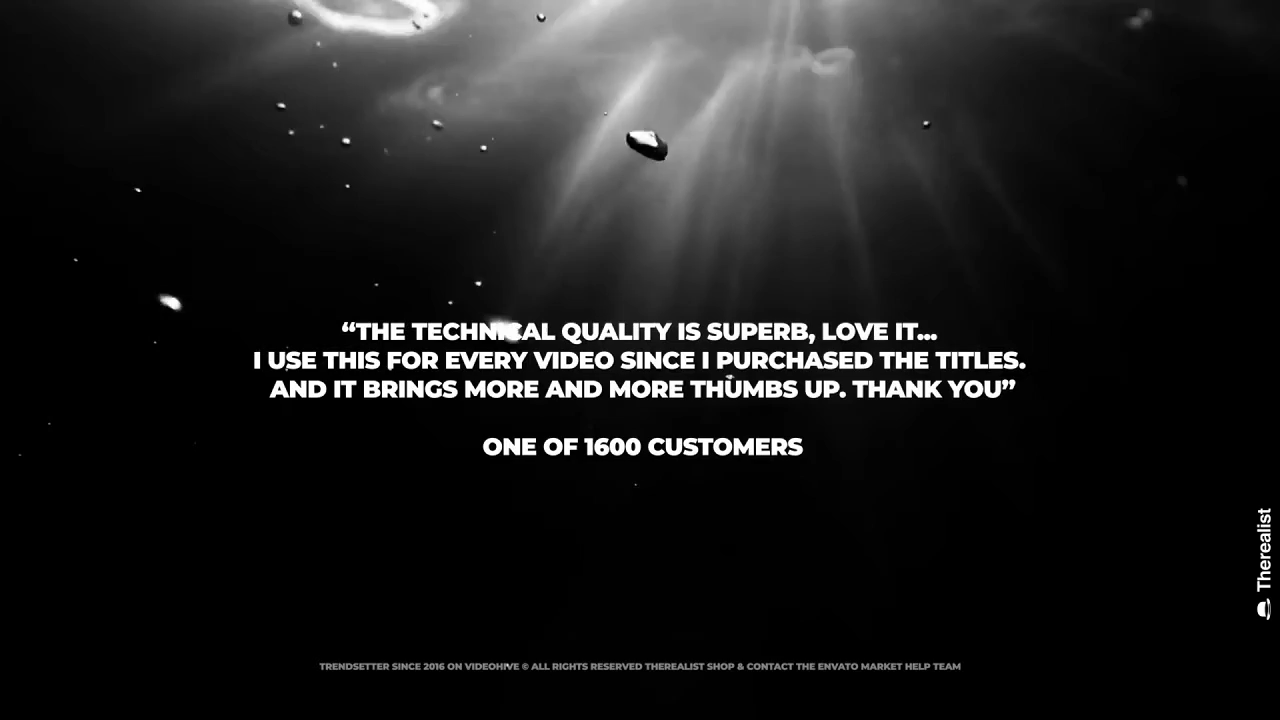 “THE TECHNICAL QUALITY IS SUPERB, LOVE IT...
I USE THIS FOR EVERY VIDEO SINCE I PURCHASED THE TITLES.
AND IT BRINGS MORE AND MORE THUMBS UP. THANK YOU”
ONE OF 1600 CUSTOMERS
Therealist
TRENDSETTER SINCE 2016 ON VIDEOHIVE © ALL RIGHTS RESERVED THEREALIST SHOP & CONTACT THE ENVATO MARKET HELP TEAM